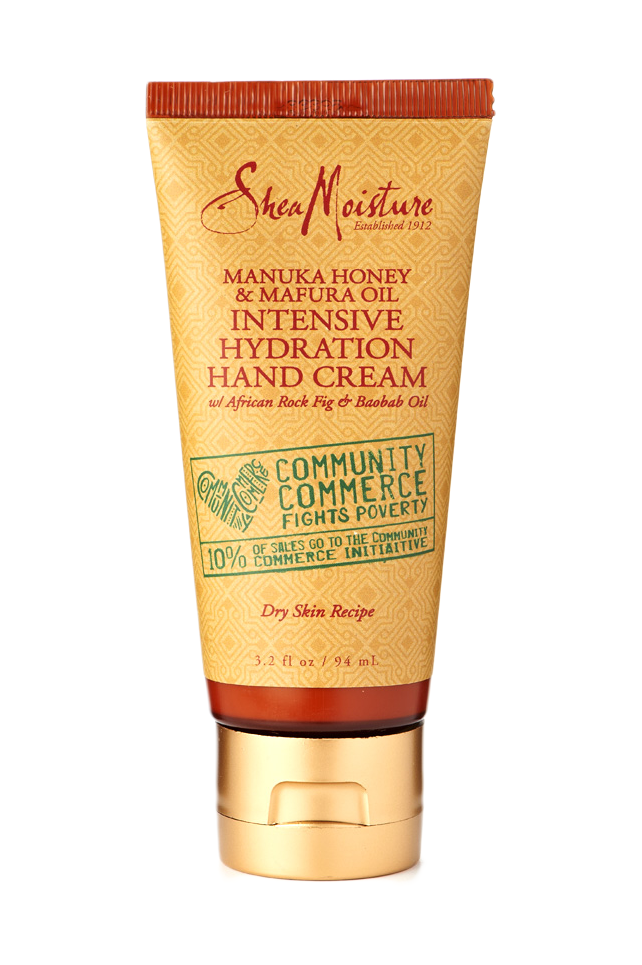 SheaMoisture
Established 1912
MANUKA HONEY
& MAFURA OIL
INTENSIVE
HYDRATION
HAND CREAM
w/ African Rock Fig & Baobab Oil
COMMUNITY
COMMERCE
FIGHTS POVERTY
10% OF SALES GO TO THE COMMUNITY
COMMERCE INITIAITIVE
Dry Skin Recipe
3.2 fl oz / 94 mL